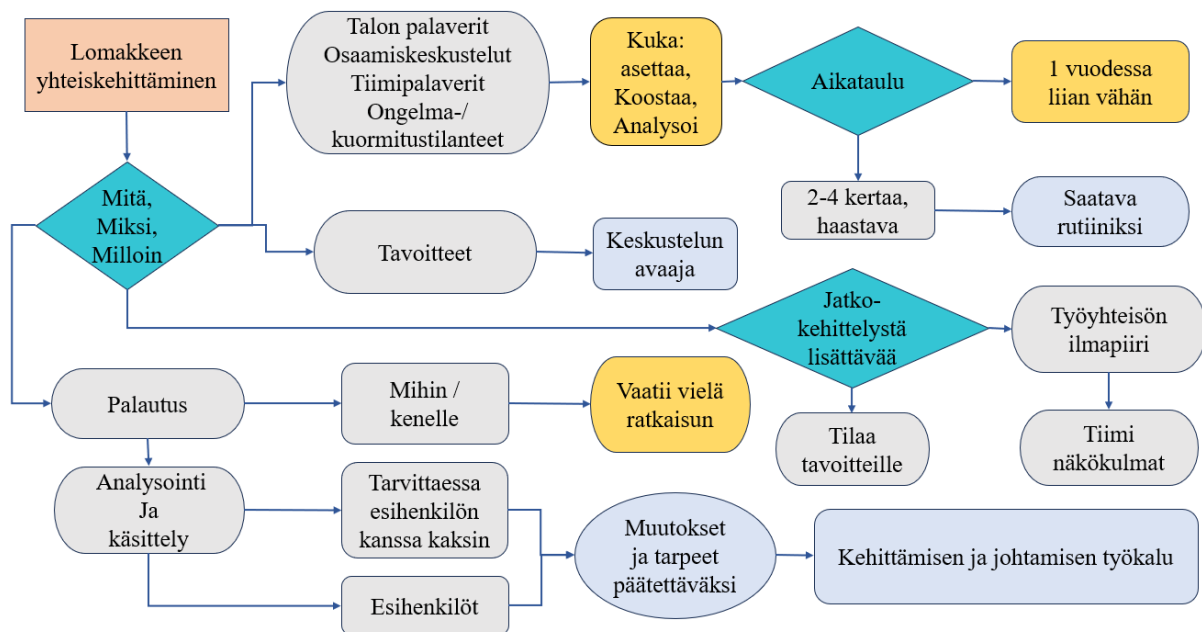 Lomakkeen
yhteiskehittäminen
Talon palaverit
Osaamiskeskustelut
Tiimipalaverit
Ongelma-/
kuormitustilanteet
Kuka:
asettaa,
Koostaa,
Analysoi
Aikataulu
1 vuodessa
liian vähän
Mitä,
Miksi,
Milloin
2-4 kertaa,
haastava
Saatava
rutiiniksi
Tavoitteet
Keskustelun
avaaja
Jatko-
kehittelystä
lisättävää
Työyhteisön
ilmapiiri
Palautus
Mihin /
kenelle
Vaatii vielä
ratkaisun
Tilaa
tavoitteille
Tiimi
näkökulmat
Analysointi
Ja
käsittely
Tarvittaessa
esihenkilön
kanssa kaksin
Muutokset
ja tarpeet
päätettäväksi
Kehittämisen ja johtamisen työkalu
Esihenkilöt